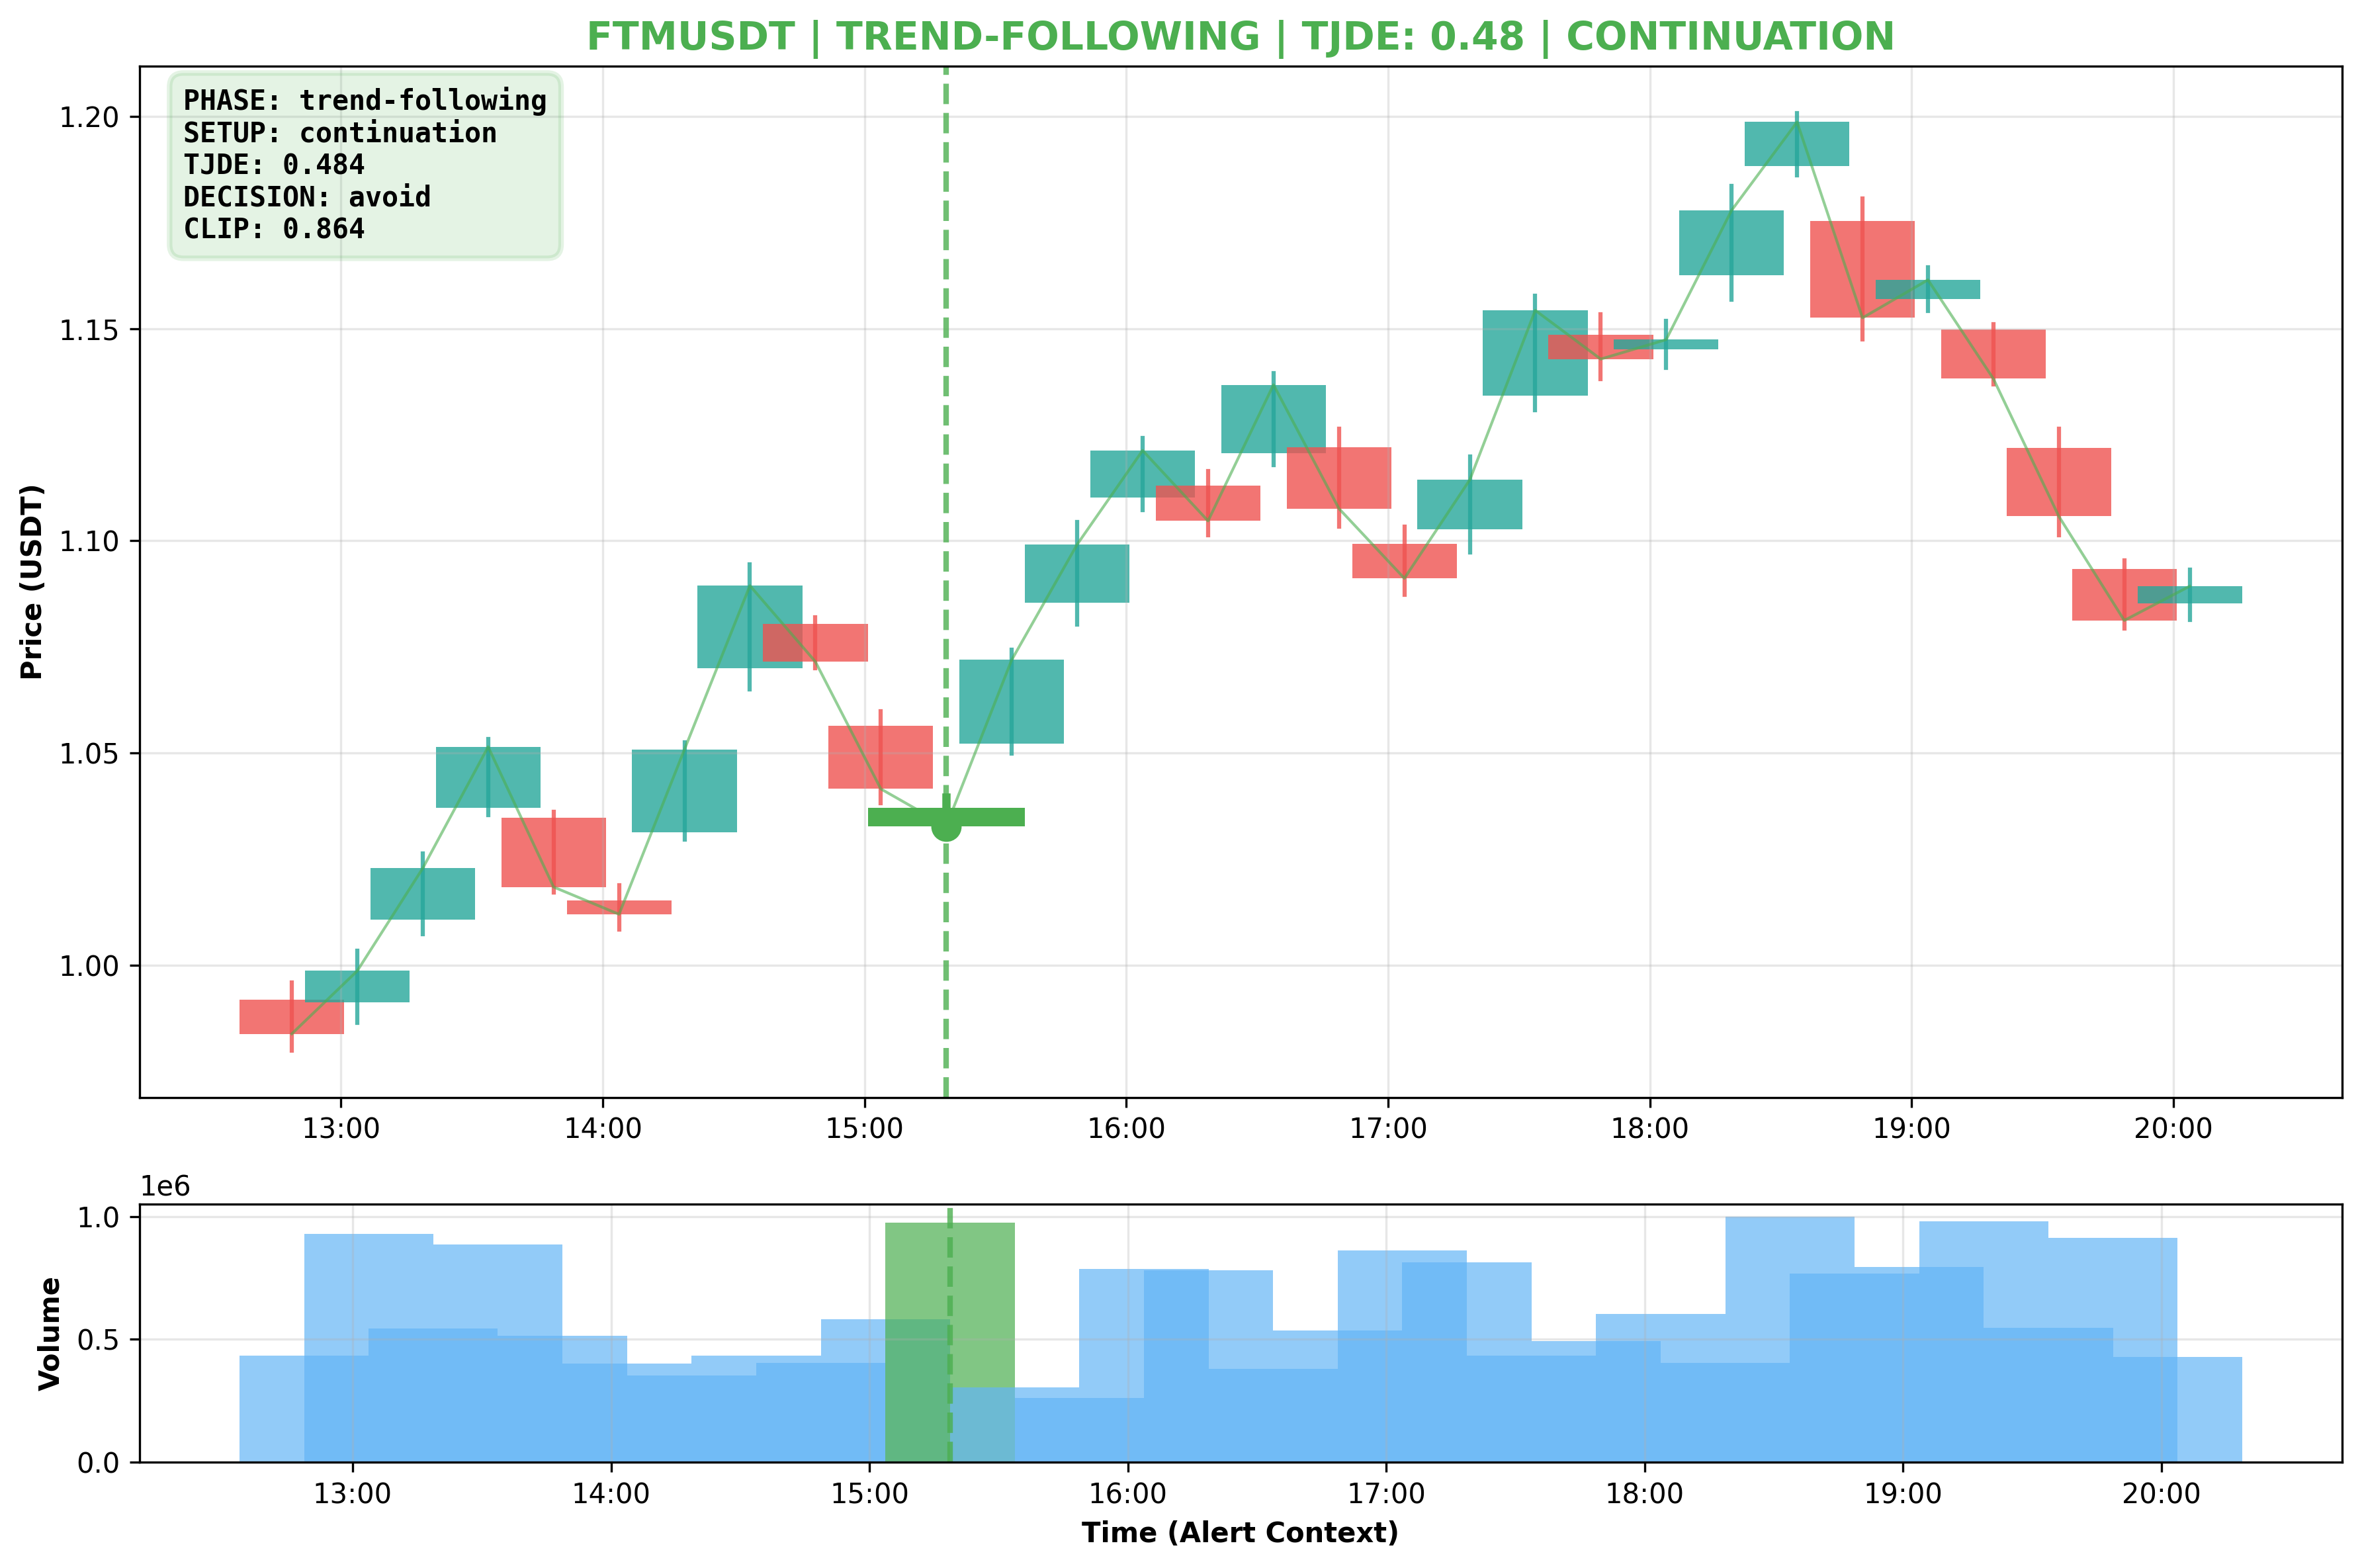 FTMUSDT | TREND-FOLLOWING | TJDE: 0.48 | CONTINUATION
PHASE: trend-following
SETUP: continuation
TJDE: 0.484
DECISION: avoid
CLIP: 0.864
Price (USDT)
1.20
1.15
1.10
1.05
1.00
13:00 14:00 15:00 16:00 17:00 18:00 19:00 20:00
1e6
Volume
1.0
0.5
0.0
13:00 14:00 15:00 16:00 17:00 18:00 19:00 20:00
Time (Alert Context)